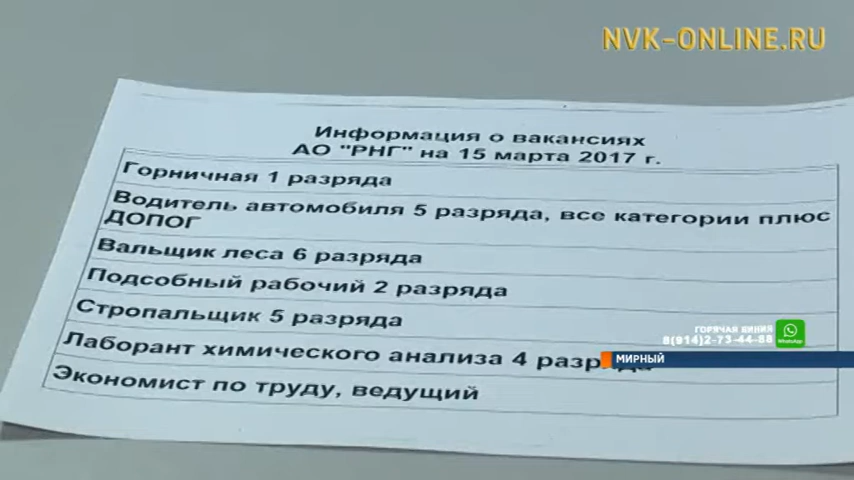 NVK-ONLINE.RU
Информация о вакансиях
АО "РНГ" на 15 марта 2017 г.
Горничная 1 разряда
Водитель автомобиля 5 разряда, все категории плюс
ДОПОГ
Вальщик леса 6 разряда
Подсобный рабочий 2 разряда
Стропальщик 5 разряда
Лаборант химического анализа 4 разряда
Экономист по труду, ведущий
ГОРЯЧАЯ ЛИНИЯ
8(914)2-73-44-88
WhatsApp
МИРНЫЙ